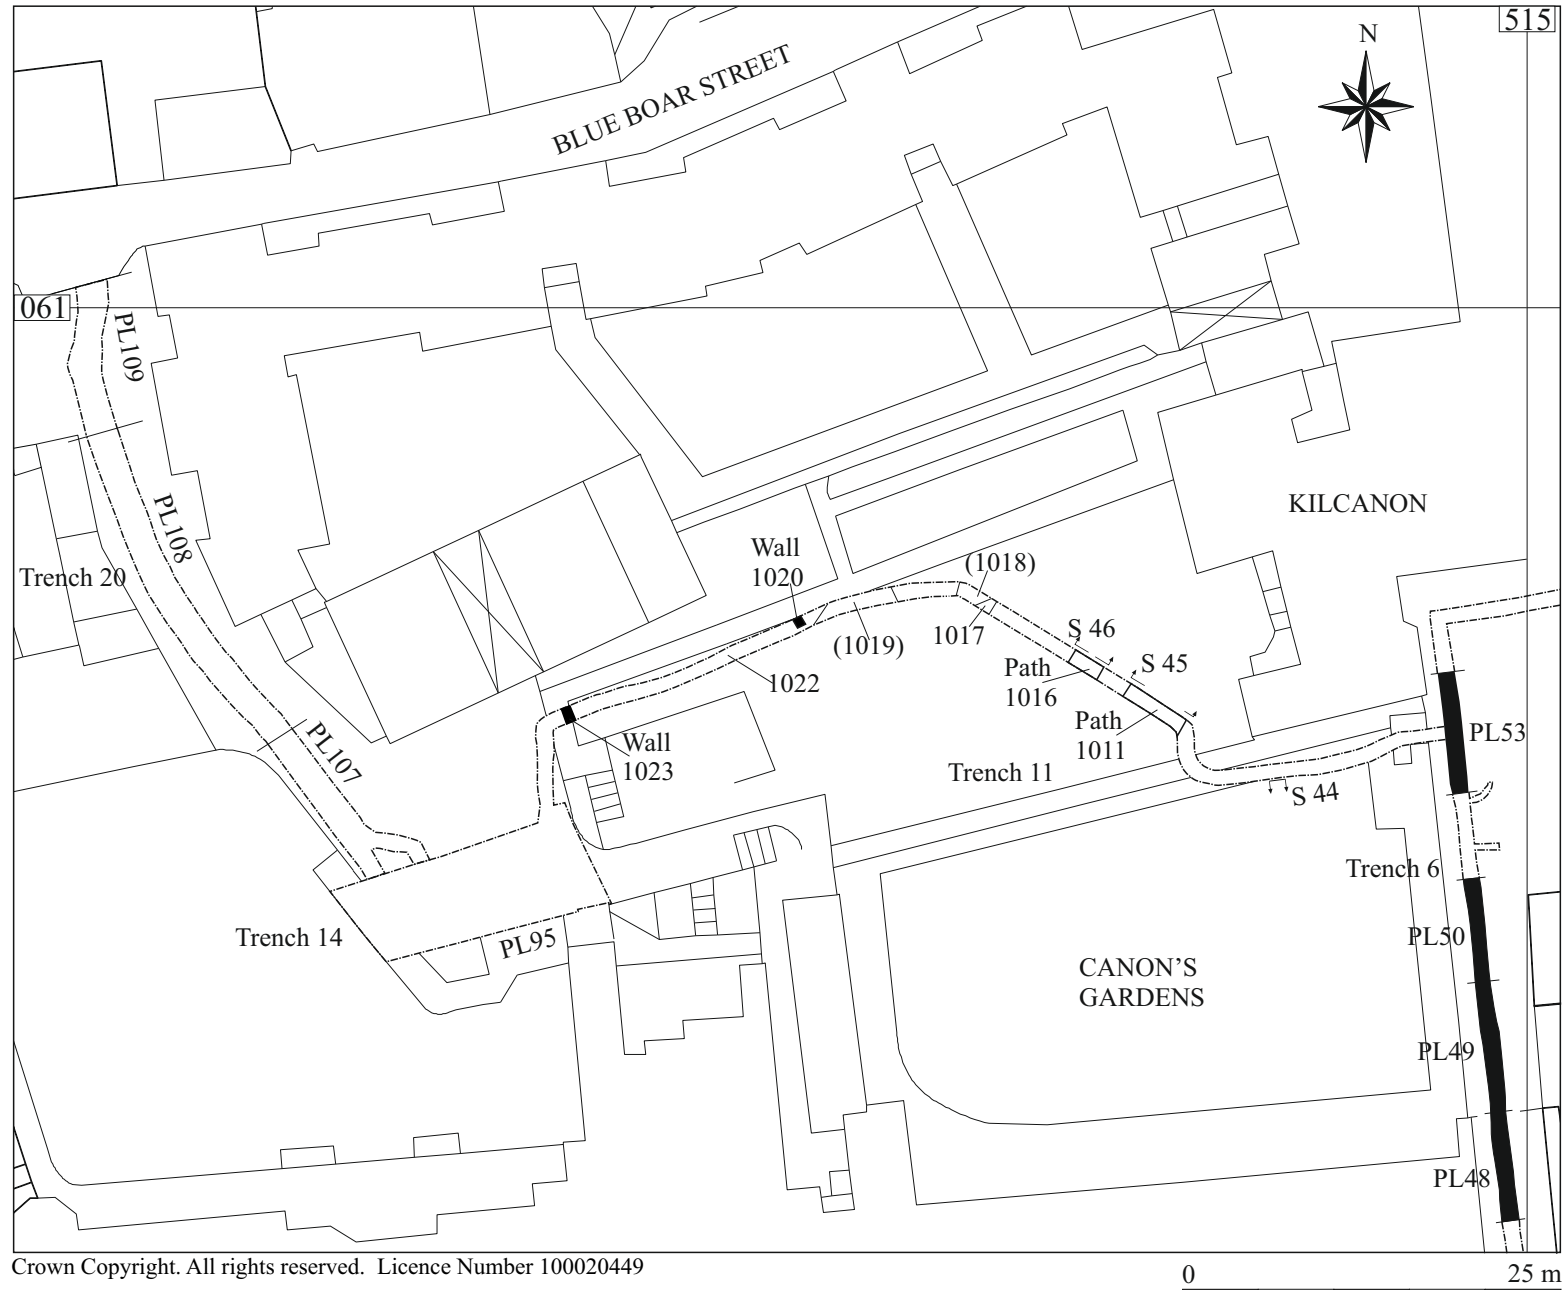 515
N
BLUE BOAR STREET
061
PL109
PL108
KILCANON
Wall
1020
(1018)
Trench 20
1017
S 46
(1019)
S 45
Path
1016
1022
Path
1011
PL107
Wall
1023
PL53
Trench 11
S 44
Trench 6
Trench 14
PL95
PL50
CANON’S
GARDENS
PL49
PL48
Crown Copyright. All rights reserved. Licence Number 100020449
0
25 m